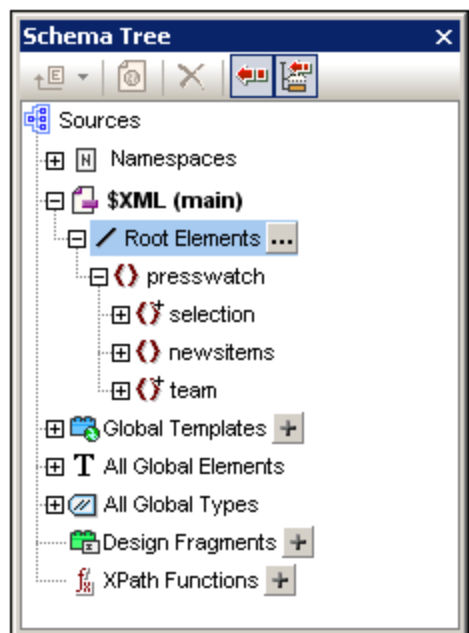 Schema Tree
Sources
Namespaces
$XML (main)
Root Elements ...
presswatch
selection
newsitems
team
Global Templates
T All Global Elements
All Global Types
Design Fragments
XPath Functions